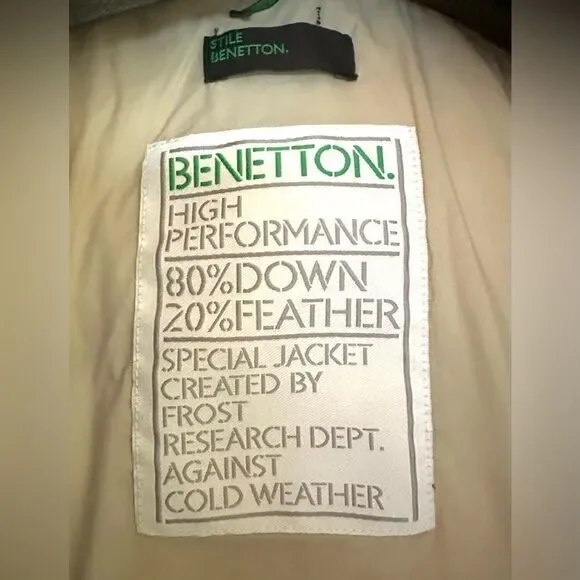 STILE
BENETTON.
BENETTON.
HIGH
PERFORMANCE
80%DOWN
20%FEATHER
SPECIAL JACKET
CREATED BY
FROST
RESEARCH DEPT.
AGAINST
COLD WEATHER